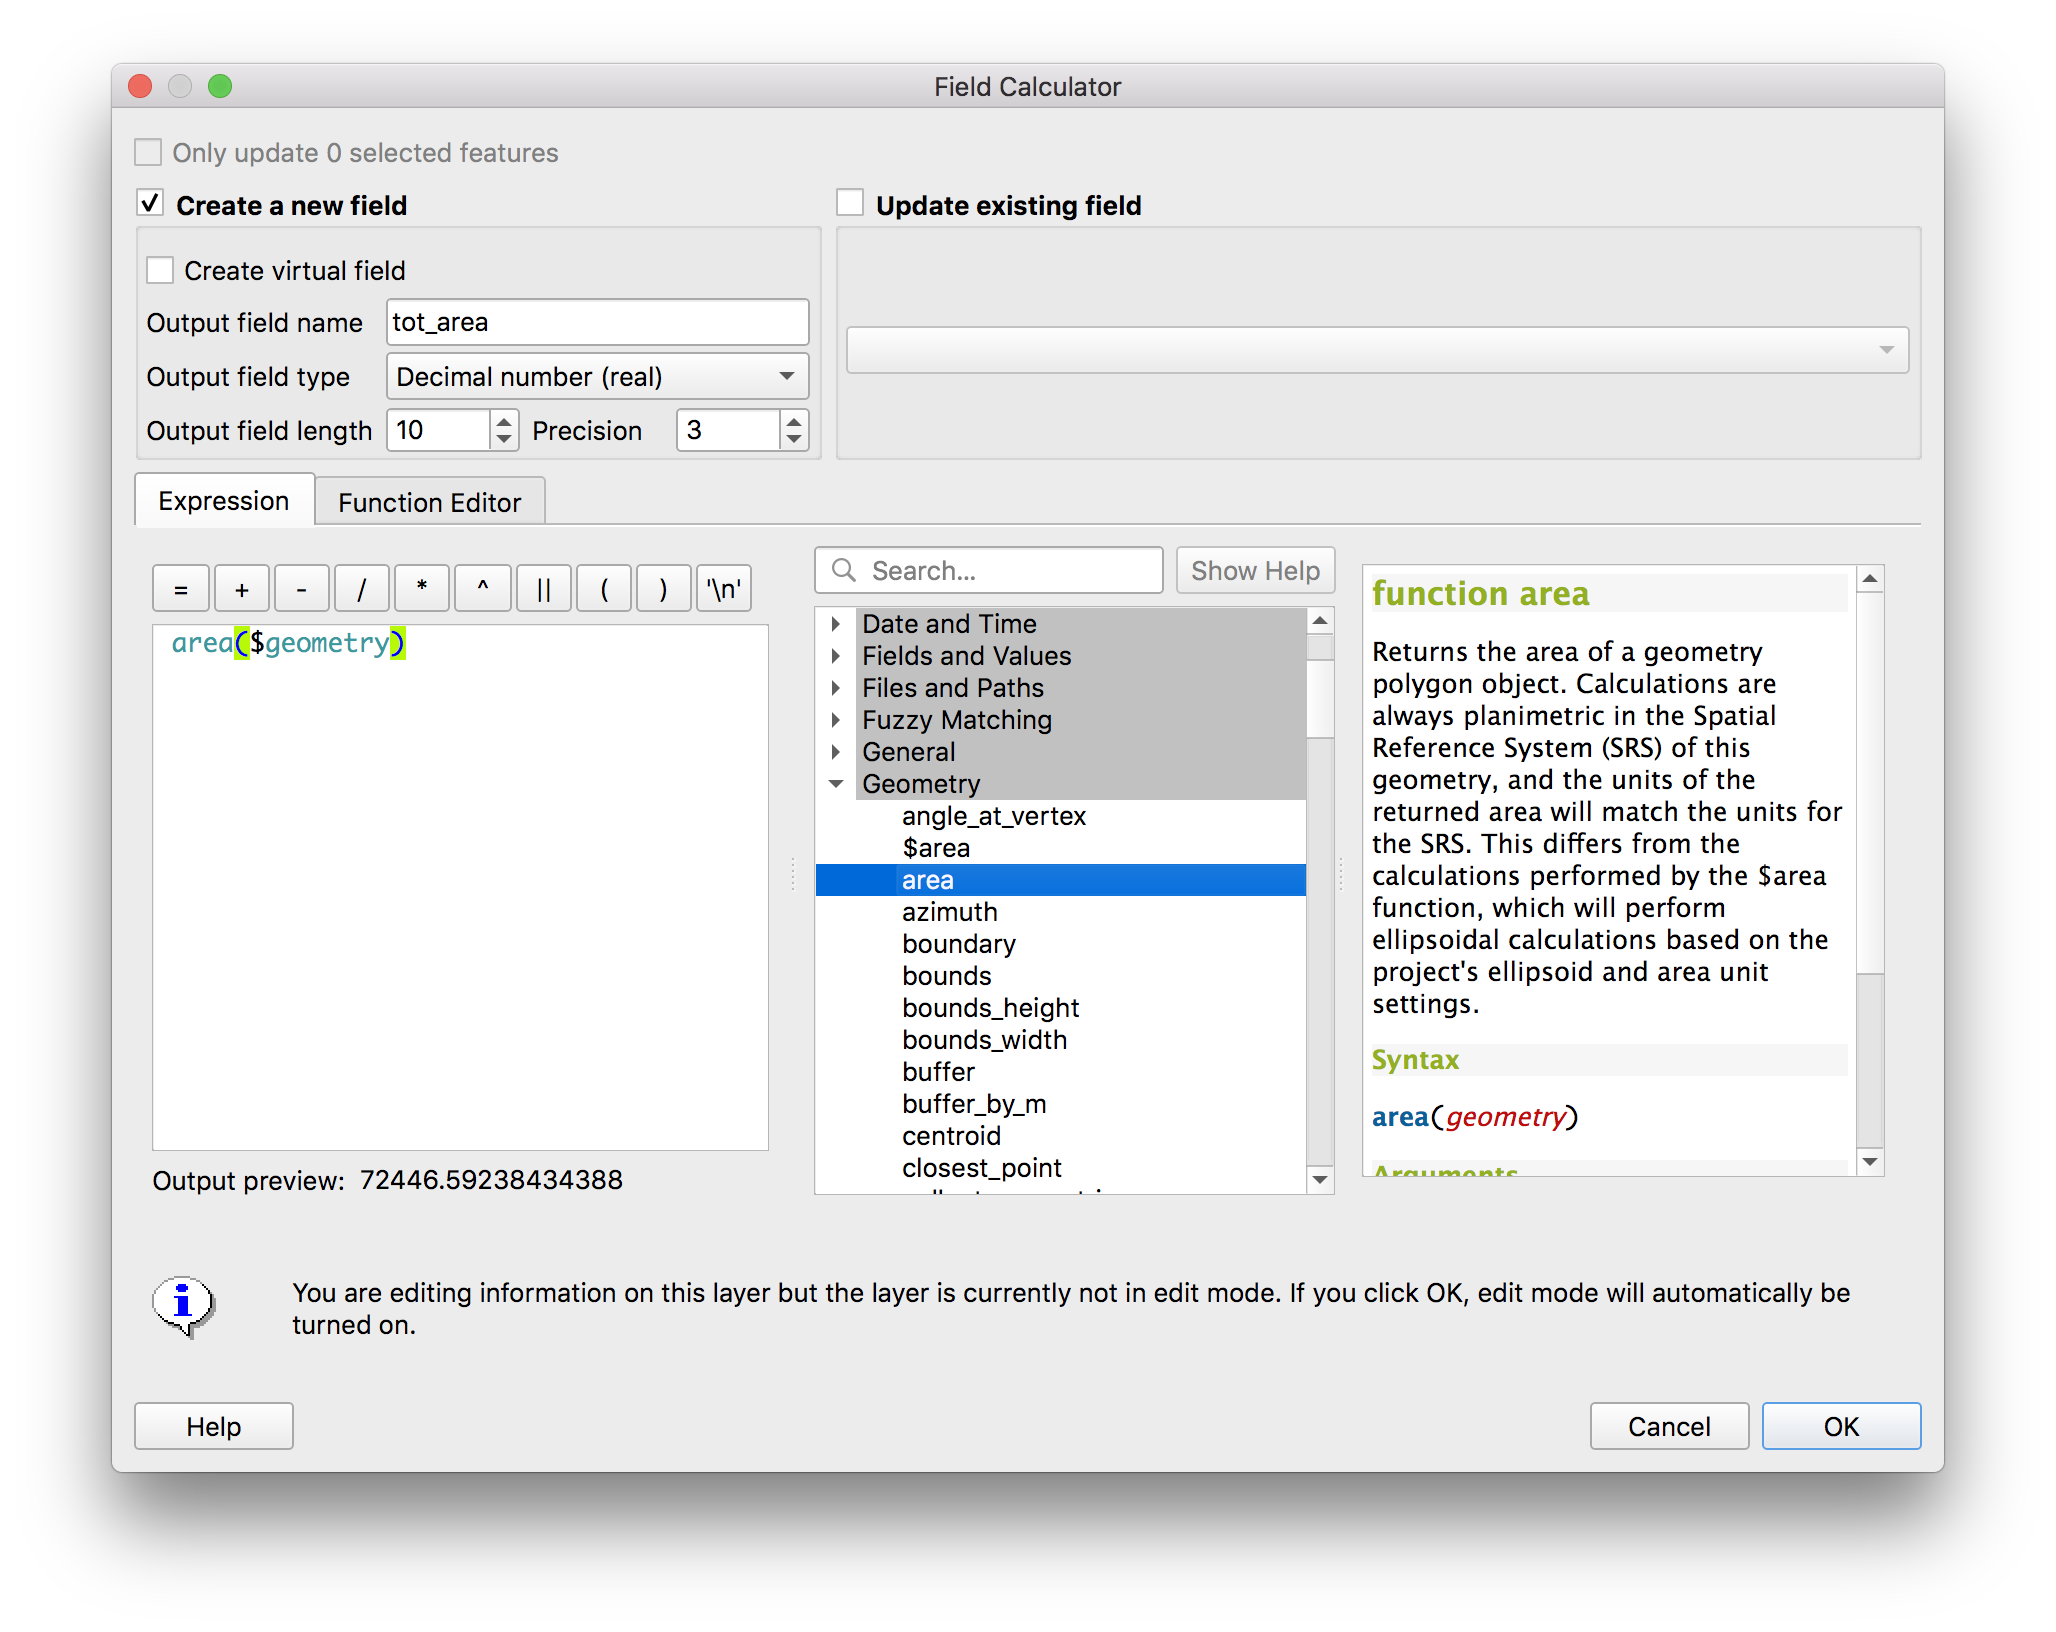 Field Calculator
Only update 0 selected features
Create a new field
Update existing field
Create virtual field
Output field name
tot_area
Output field type
Decimal number (real)
Output field length
10
Precision
3
Expression
Function Editor
= + - / * ^ || ( ) '\n'
area($geometry)
Output preview: 72446.59238434388
Search...
Show Help
Date and Time
Fields and Values
Files and Paths
Fuzzy Matching
General
Geometry
angle_at_vertex
$area
area
azimuth
boundary
bounds
bounds_height
bounds_width
buffer
buffer_by_m
centroid
closest_point
function area
Returns the area of a geometry
polygon object. Calculations are
always planimetric in the Spatial
Reference System (SRS) of this
geometry, and the units of the
returned area will match the units for
the SRS. This differs from the
calculations performed by the $area
function, which will perform
ellipsoidal calculations based on the
project's ellipsoid and area unit
settings.
Syntax
area(geometry)
Arguments
You are editing information on this layer but the layer is currently not in edit mode. If you click OK, edit mode will automatically be
turned on.
Help
Cancel
OK